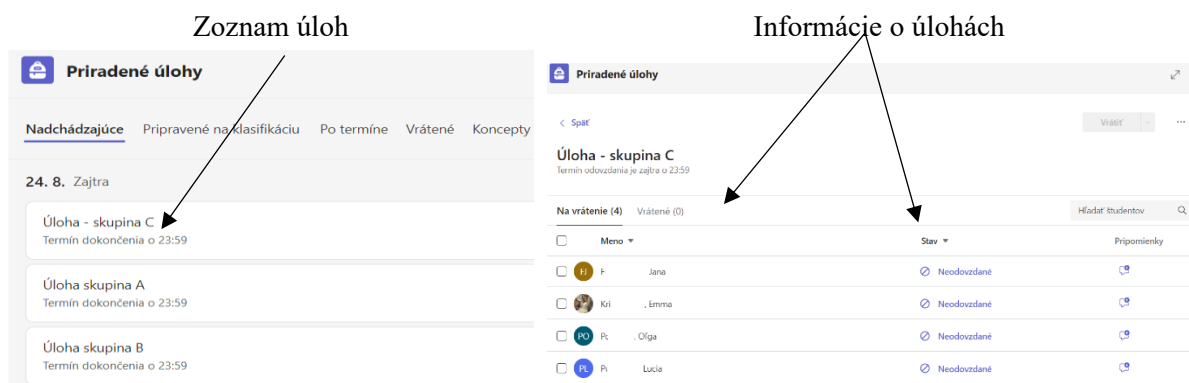 Zoznam úloh
Informácie o úlohách
Priradené úlohy
Nadchádzajúce Pripravené na klasifikáciu Po termíne Vrátené Koncepty
24. 8. Zajtra
Úloha - skupina C
Termín dokončenia o 23:59
Úloha skupina A
Termín dokončenia o 23:59
Úloha skupina B
Termín dokončenia o 23:59
Priradené úlohy
Späť
Vrátiť
Úloha - skupina C
Termín odovzdania je zajtra o 23:59
Na vrátenie (4) Vrátené (0)
Hľadať študentov
Meno Stav Pripomienky
Jana Neodovzdané
Kri , Emma Neodovzdané
PO , Oľga Neodovzdané
PL Lucia Neodovzdané